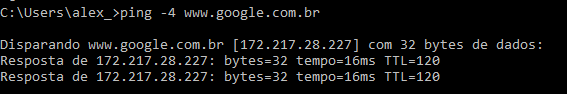 C:\Users\alex_>ping -4 www.google.com.br
Disparando www.google.com.br [172.217.28.227] com 32 bytes de dados:
Resposta de 172.217.28.227: bytes=32 tempo=16ms TTL=120
Resposta de 172.217.28.227: bytes=32 tempo=16ms TTL=120